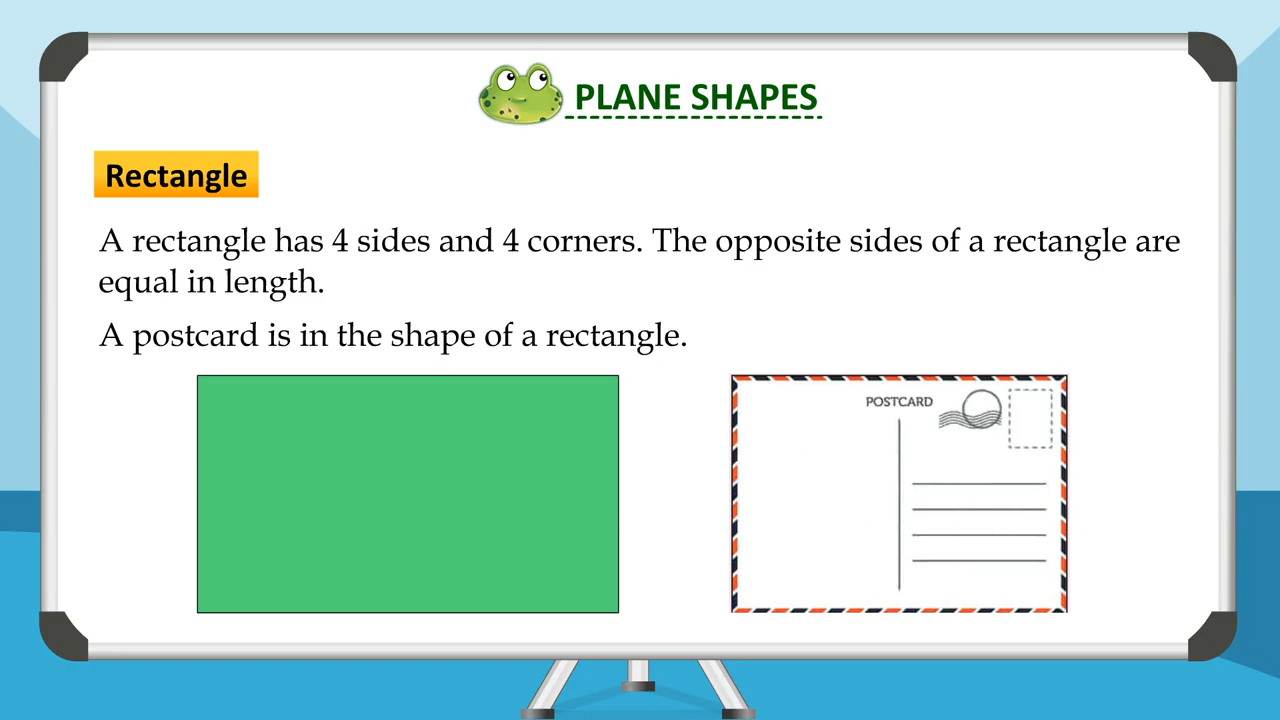 PLANE SHAPES
Rectangle
A rectangle has 4 sides and 4 corners. The opposite sides of a rectangle are
equal in length.
A postcard is in the shape of a rectangle.
POSTCARD